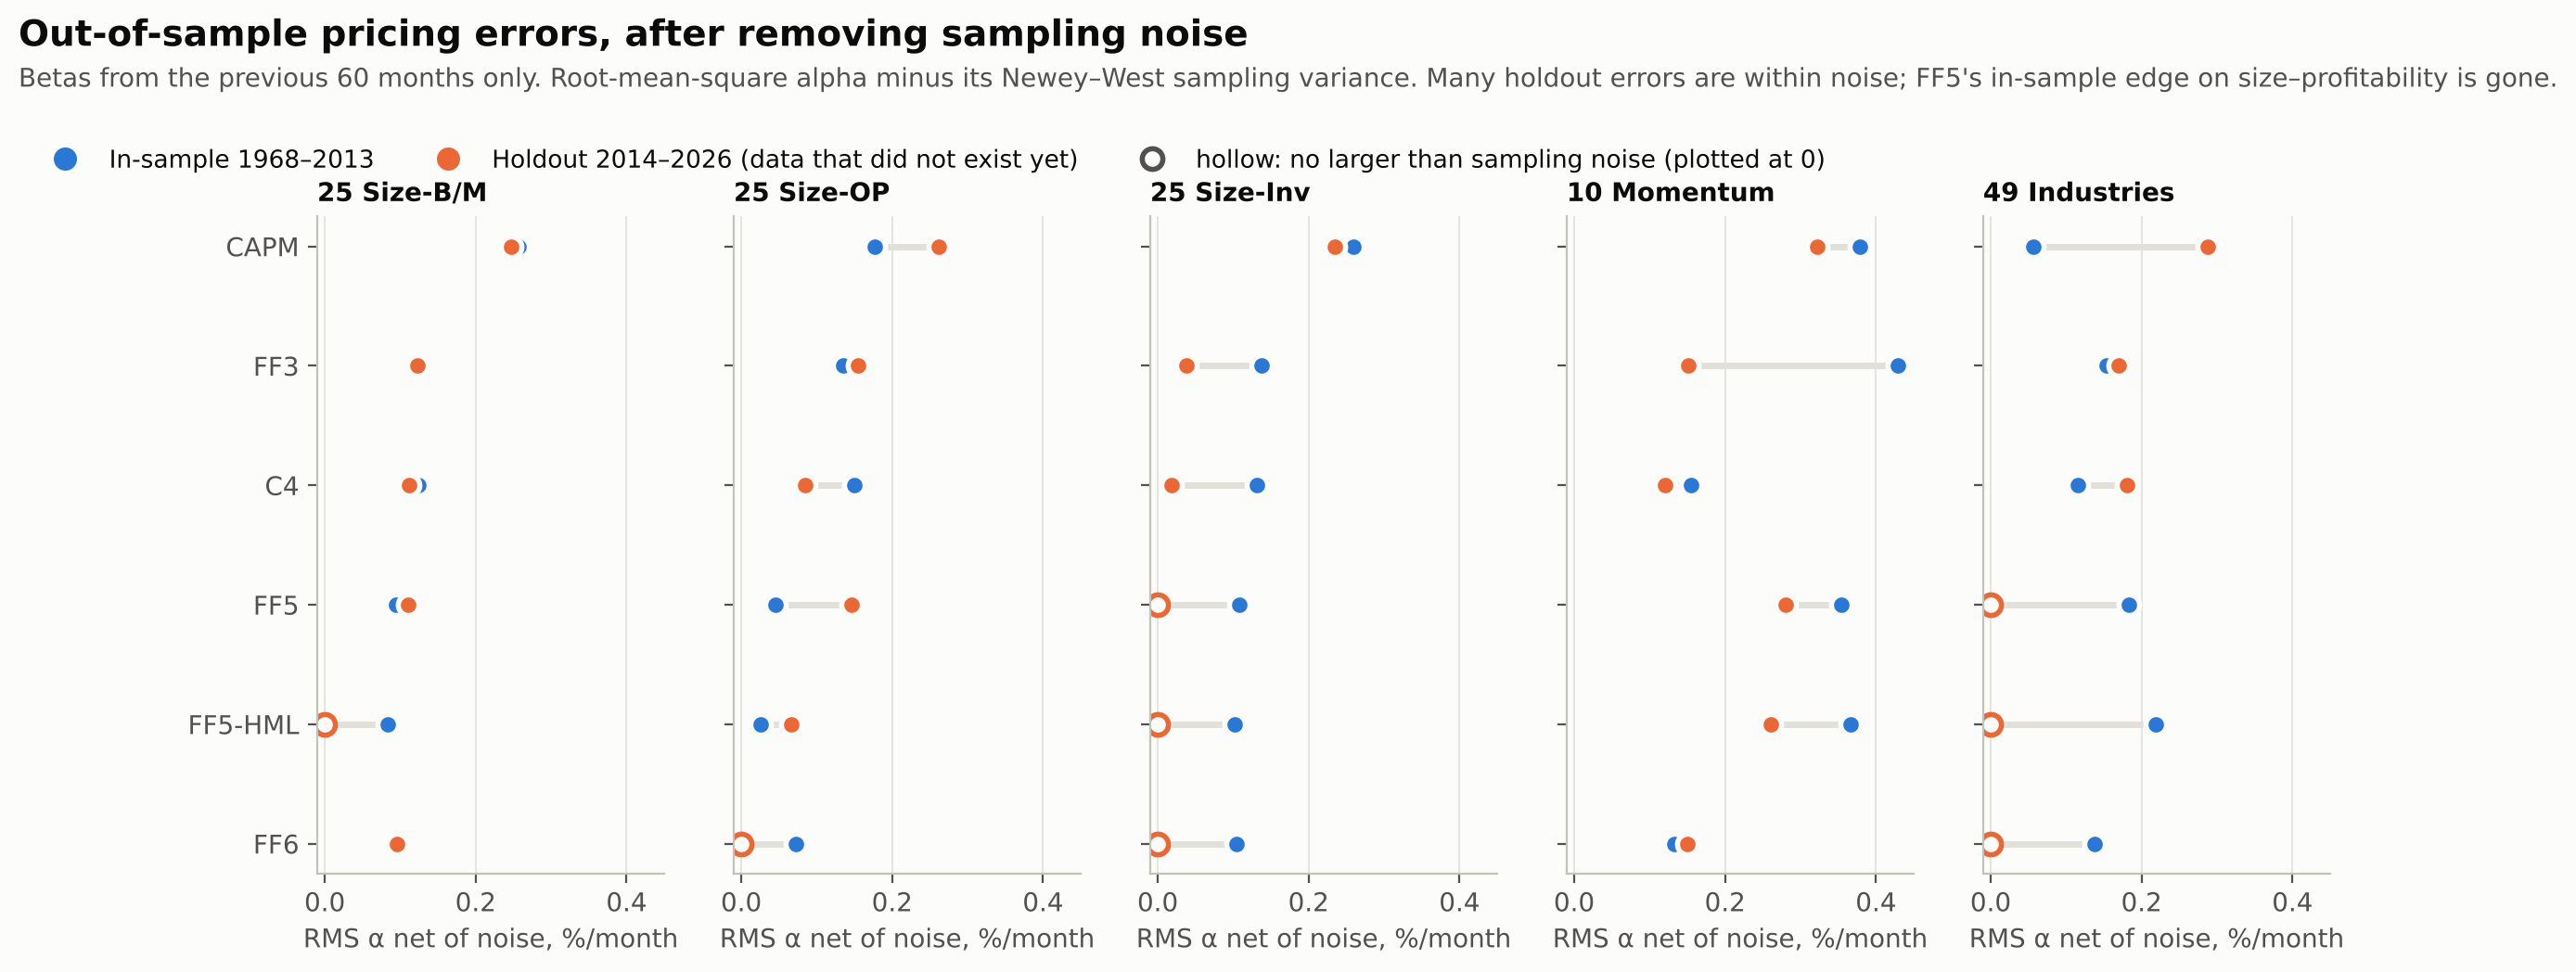 Out-of-sample pricing errors, after removing sampling noise
Betas from the previous 60 months only. Root-mean-square alpha minus its Newey–West sampling variance. Many holdout errors are within noise; FF5's in-sample edge on size–profitability is gone.
In-sample 1968–2013 Holdout 2014–2026 (data that did not exist yet) hollow: no larger than sampling noise (plotted at 0)
25 Size-B/M 25 Size-OP 25 Size-Inv 10 Momentum 49 Industries
CAPM
FF3
C4
FF5
FF5-HML
FF6
0.0 0.2 0.4 0.0 0.2 0.4 0.0 0.2 0.4 0.0 0.2 0.4 0.0 0.2 0.4
RMS α net of noise, %/month RMS α net of noise, %/month RMS α net of noise, %/month RMS α net of noise, %/month RMS α net of noise, %/month